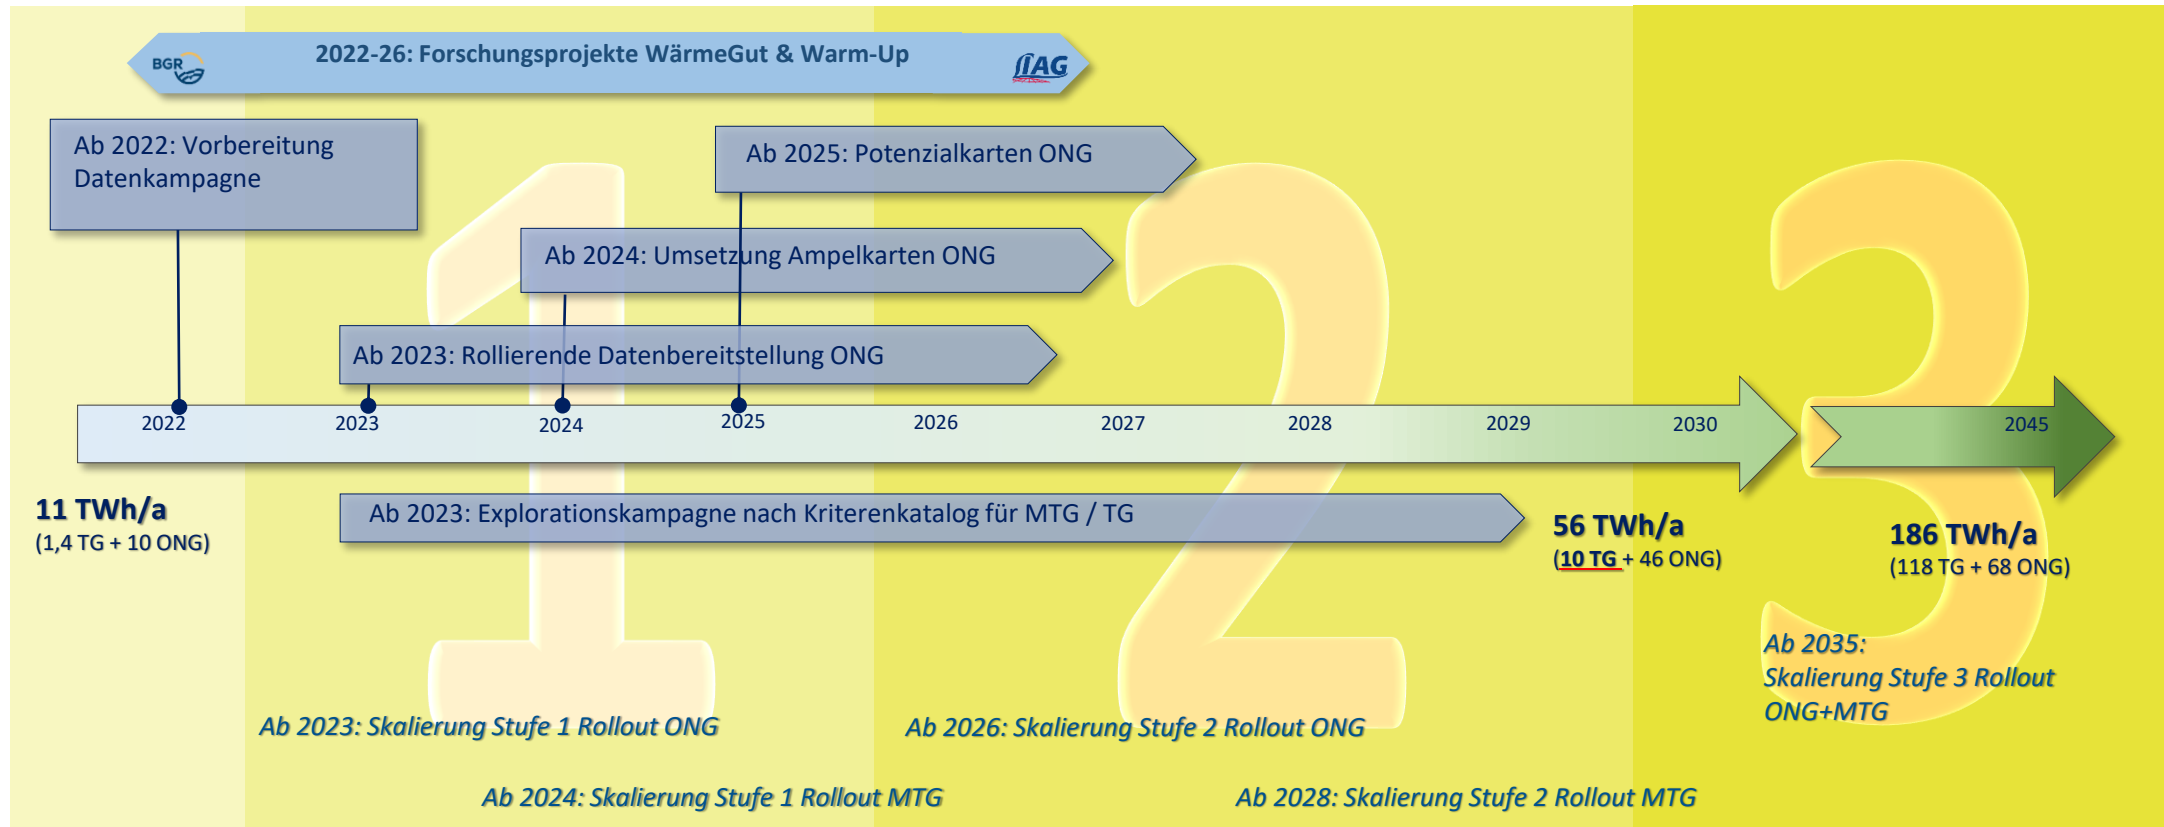 2022-26: Forschungsprojekte WärmeGut & Warm-Up
BGR
LIAG
Ab 2022: Vorbereitung
Datenkampagne
Ab 2025: Potenzialkarten ONG
Ab 2024: Umsetzung Ampelkarten ONG
Ab 2023: Rollierende Datenbereitstellung ONG
2022
2023
2024
2025
2026
2027
2028
2029
2030
2045
Ab 2023: Explorationskampagne nach Kriterenkatalog für MTG / TG
11 TWh/a
(1,4 TG + 10 ONG)
56 TWh/a
(10 TG + 46 ONG)
186 TWh/a
(118 TG + 68 ONG)
1
2
3
Ab 2035:
Skalierung Stufe 3 Rollout
ONG+MTG
Ab 2023: Skalierung Stufe 1 Rollout ONG
Ab 2026: Skalierung Stufe 2 Rollout ONG
Ab 2024: Skalierung Stufe 1 Rollout MTG
Ab 2028: Skalierung Stufe 2 Rollout MTG